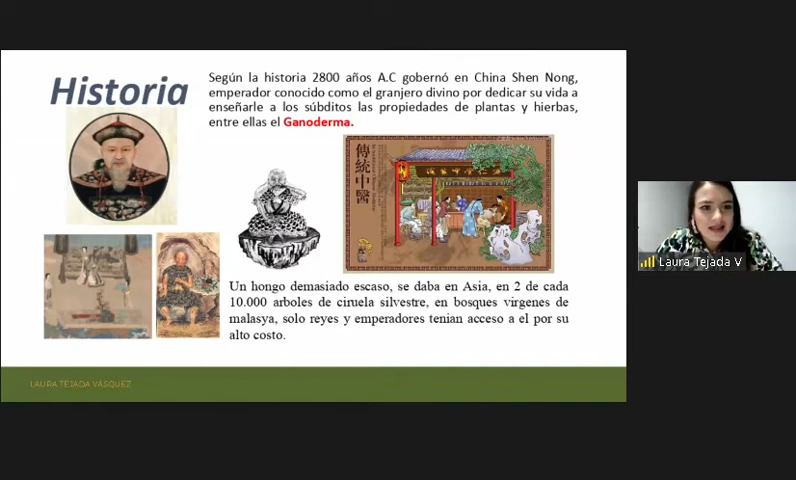 Historia
Según la historia 2800 años A.C gobernó en China Shen Nong,
emperador conocido como el granjero divino por dedicar su vida a
enseñarle a los súbditos las propiedades de plantas y hierbas,
entre ellas el Ganoderma.
傳統中醫
Un hongo demasiado escaso, se daba en Asia, en 2 de cada
10.000 arboles de ciruela silvestre, en bosques virgenes de
malasya, solo reyes y emperadores tenian acceso a el por su
alto costo.
LAURA TEJADA VÁSQUEZ
Laura Tejada V